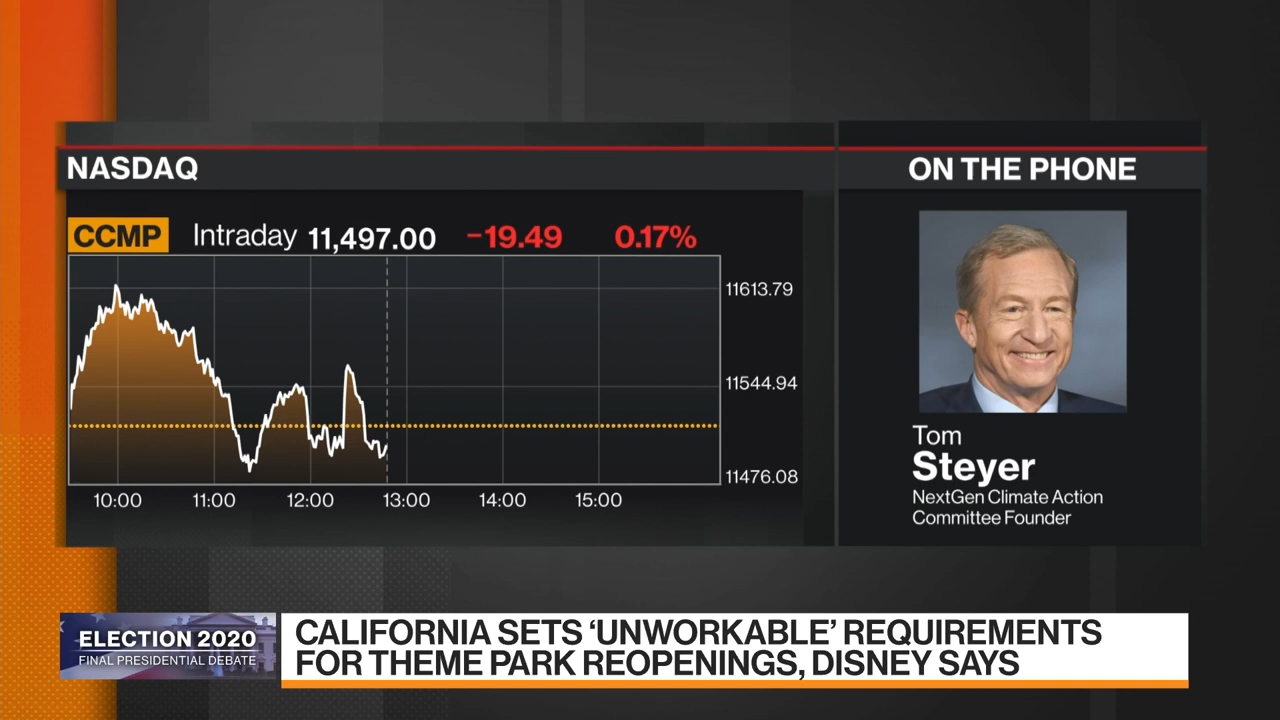 NASDAQ
CCMP Intraday 11,497.00 −19.49 0.17%
11613.79
11544.94
11476.08
10:00 11:00 12:00 13:00 14:00 15:00
ON THE PHONE
Tom
Steyer
NextGen Climate Action
Committee Founder
ELECTION 2020
FINAL PRESIDENTIAL DEBATE
CALIFORNIA SETS ‘UNWORKABLE’ REQUIREMENTS
FOR THEME PARK REOPENINGS, DISNEY SAYS